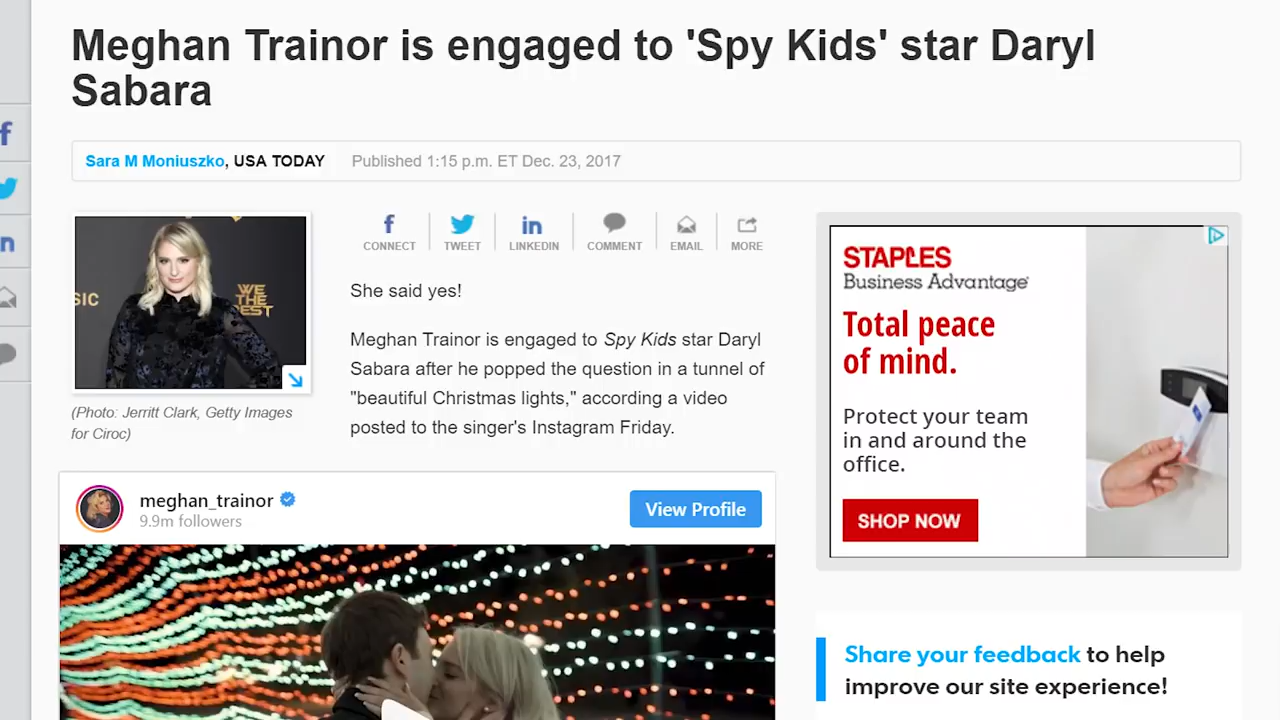 Meghan Trainor is engaged to 'Spy Kids' star Daryl
Sabara
Sara M Moniuszko, USA TODAY
Published 1:15 p.m. ET Dec. 23, 2017
CONNECT
TWEET
LINKEDIN
COMMENT
EMAIL
MORE
SIC
WE
THE
BEST
(Photo: Jerritt Clark, Getty Images
for Ciroc)
She said yes!
Meghan Trainor is engaged to Spy Kids star Daryl
Sabara after he popped the question in a tunnel of
"beautiful Christmas lights," according a video
posted to the singer's Instagram Friday.
meghan_trainor
9.9m followers
View Profile
STAPLES
Business Advantage
Total peace
of mind.
Protect your team
in and around the
office.
SHOP NOW
Share your feedback to help
improve our site experience!